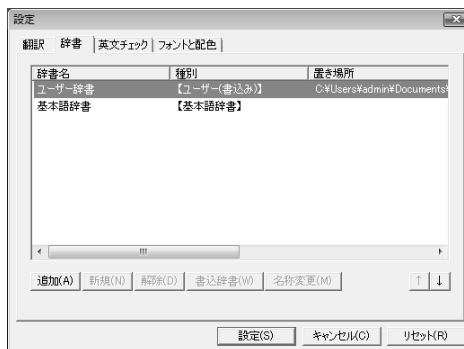 設定
翻訳 辞書 英文チェック フォントと配色
辞書名 種別 置き場所
ユーザー辞書 【ユーザー(書込み)】 C:¥Users¥admin¥Documents¥
基本語辞書 【基本語辞書】
追加(A) 新規(N) 解除(D) 書込辞書(W) 名称変更(M) ↑ ↓
設定(S) キャンセル(C) リセット(R)